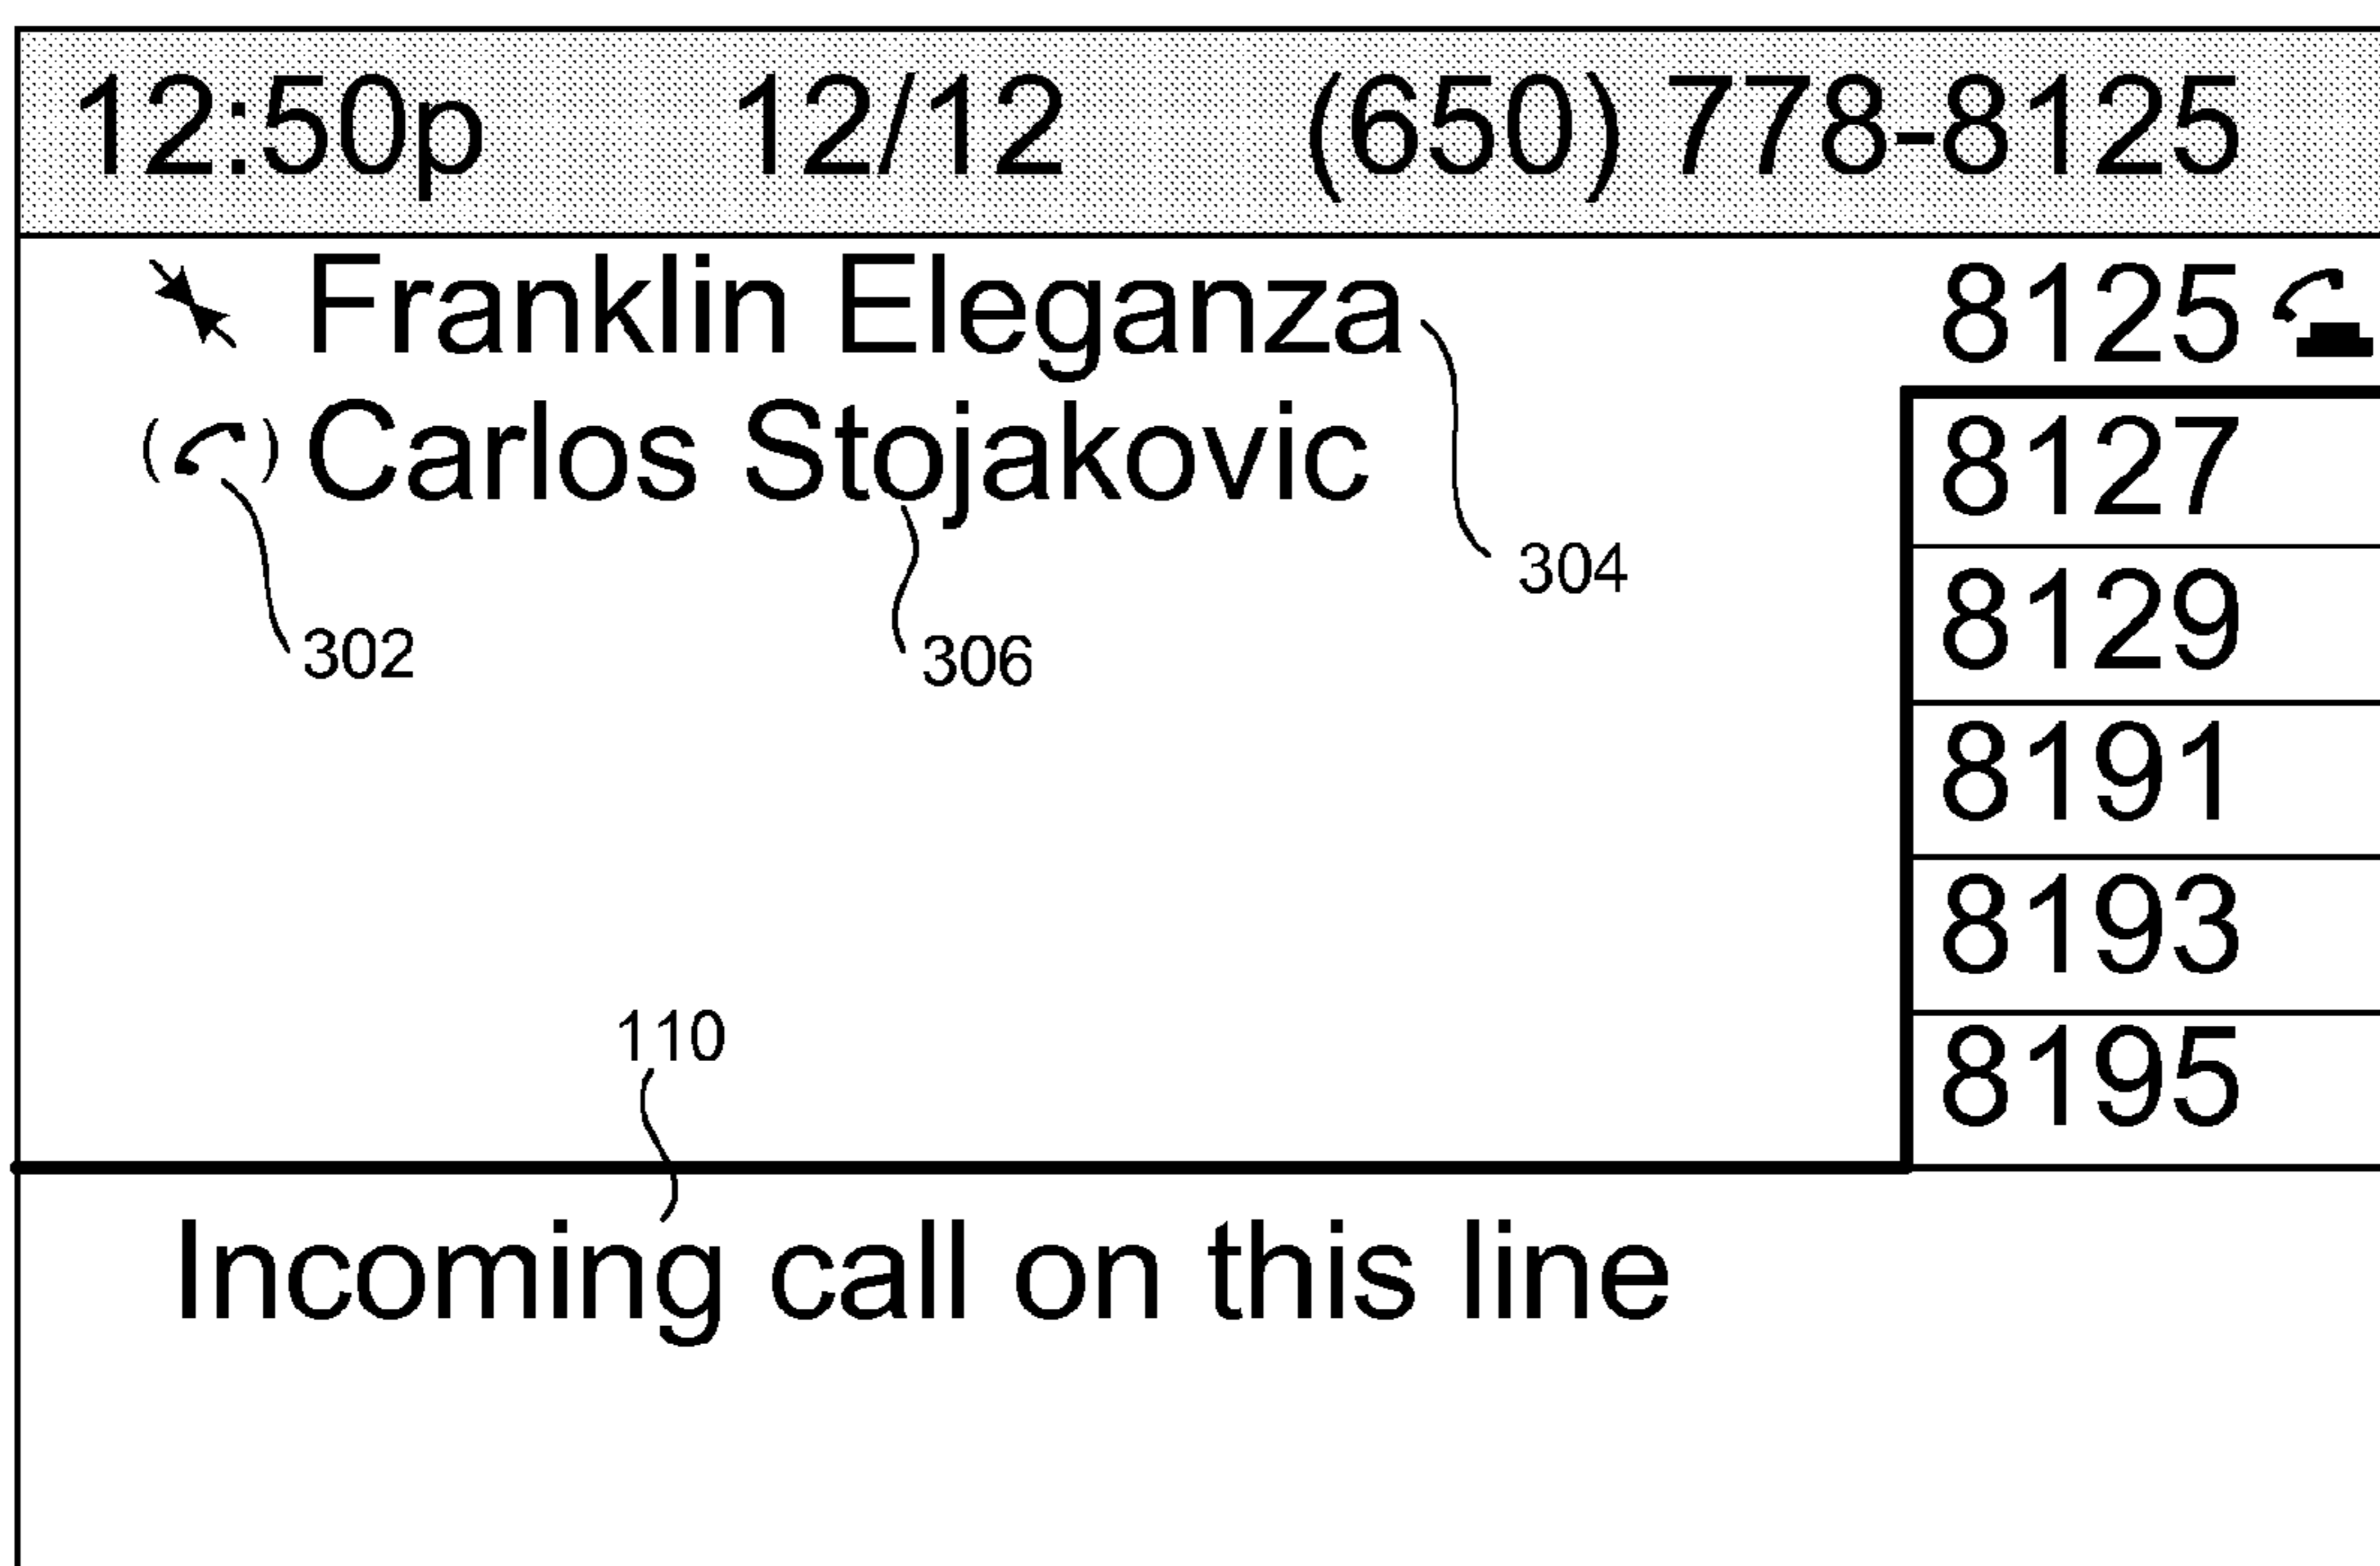 12:50p 12/12 (650) 778-8125
Franklin Eleganza 8125
(  ) Carlos Stojakovic 8127
304
302 306 8129
8191
8193
110
8195
Incoming call on this line